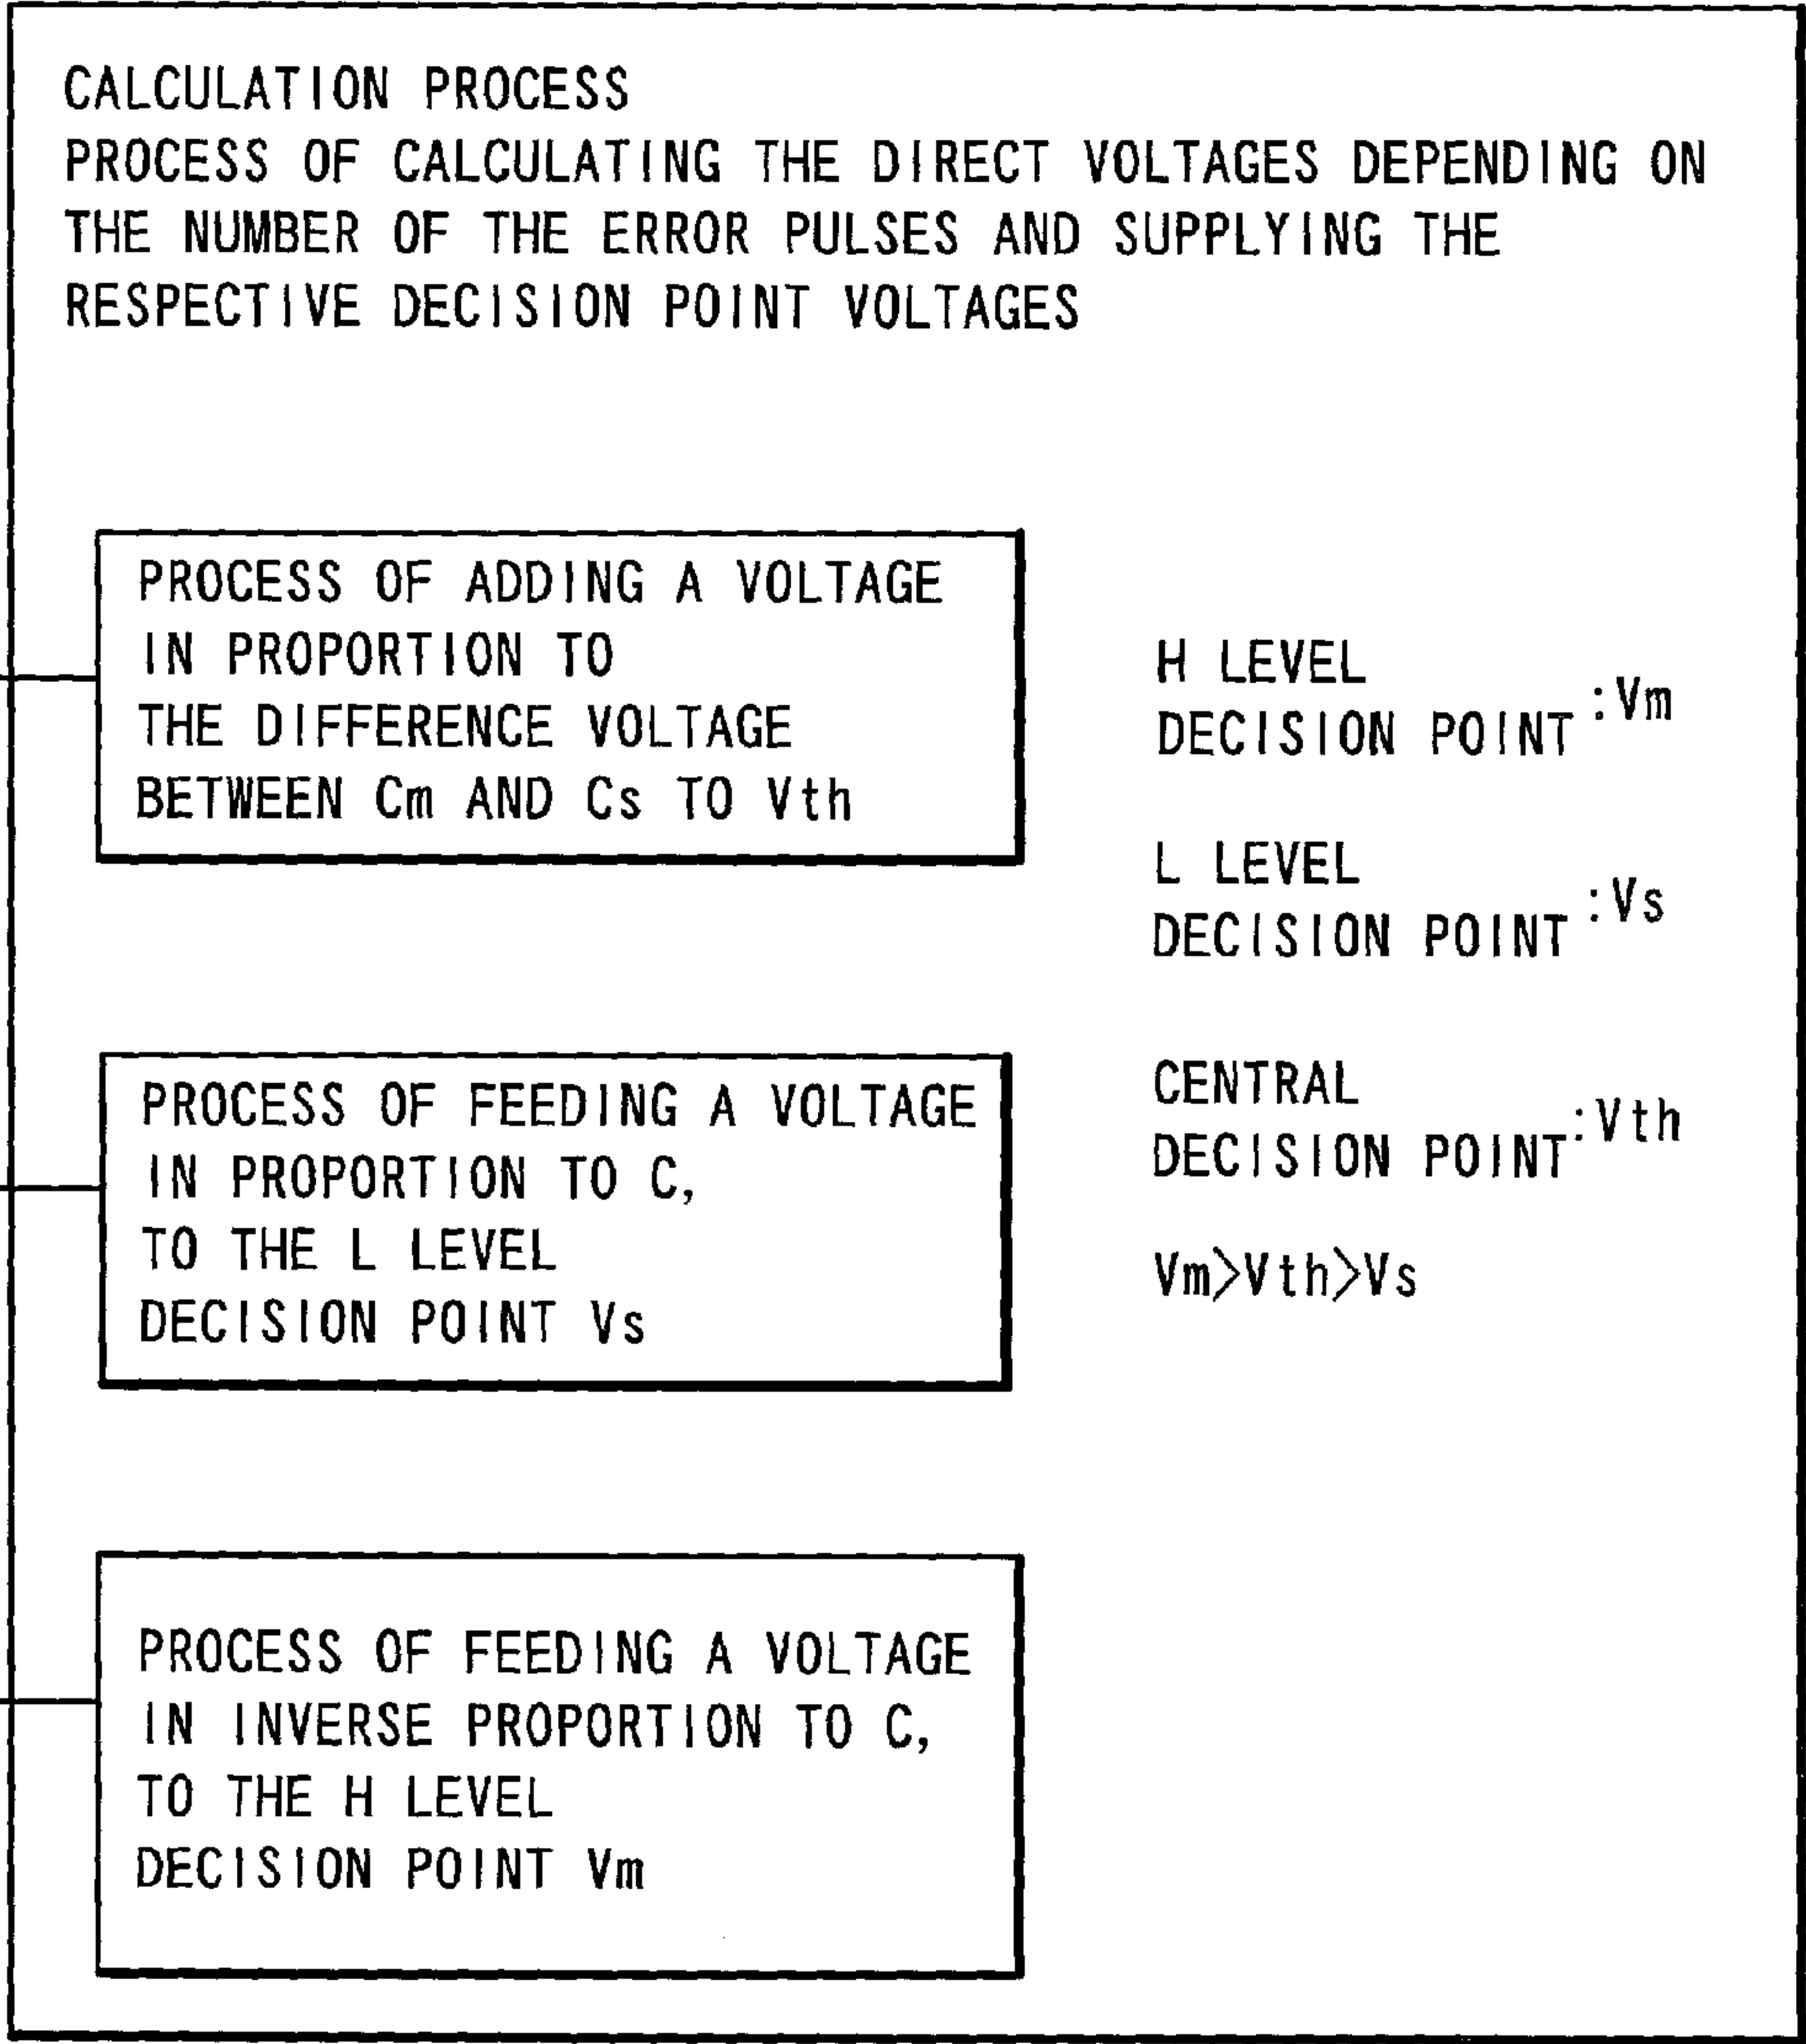 CALCULATION PROCESS
PROCESS OF CALCULATING THE DIRECT VOLTAGES DEPENDING ON
THE NUMBER OF THE ERROR PULSES AND SUPPLYING THE
RESPECTIVE DECISION POINT VOLTAGES
PROCESS OF ADDING A VOLTAGE
IN PROPORTION TO
THE DIFFERENCE VOLTAGE
BETWEEN Cm AND Cs TO Vth
H LEVEL
DECISION POINT :Vm
L LEVEL
DECISION POINT :Vs
PROCESS OF FEEDING A VOLTAGE
IN PROPORTION TO C,
TO THE L LEVEL
DECISION POINT Vs
CENTRAL
DECISION POINT :Vth
Vm>Vth>Vs
PROCESS OF FEEDING A VOLTAGE
IN INVERSE PROPORTION TO C,
TO THE H LEVEL
DECISION POINT Vm